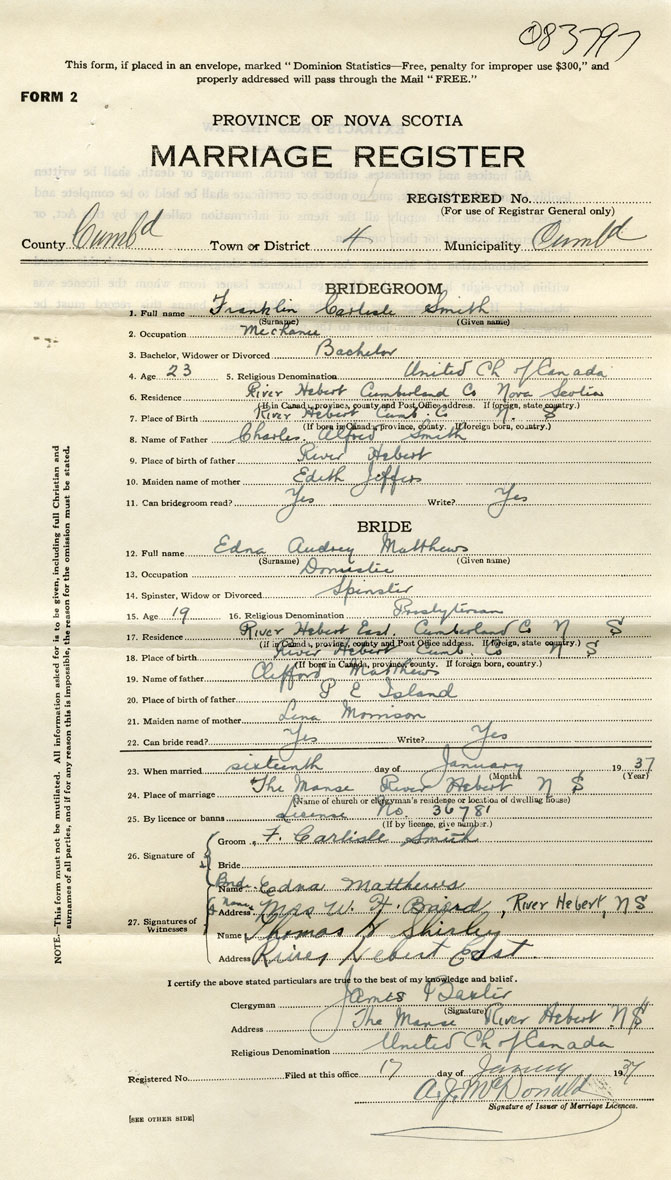 083797
This form, if placed in an envelope, marked "Dominion Statistics—Free, penalty for improper use $300," and
properly addressed will pass through the Mail "FREE."
FORM 2
PROVINCE OF NOVA SCOTIA
MARRIAGE REGISTER
REGISTERED No.
(For use of Registrar General only)
County Cumb'd Town or District 4 Municipality Cumb'd
BRIDEGROOM
1. Full name Franklin Carlisle Smith
(Surname) (Given name)
2. Occupation Mechanic
3. Bachelor, Widower or Divorced Bachelor
4. Age 23 5. Religious Denomination United Ch of Canada
6. Residence River Hebert Cumberland Co Nova Scotia
(If in Canada, province, county and Post Office address. If foreign, state country.)
7. Place of Birth River Hebert Cumb. Co N. S
(If born in Canada, province, county. If foreign born, country.)
8. Name of Father Charles Alfred Smith
9. Place of birth of father River Hebert
10. Maiden name of mother Edith Jeffers
11. Can bridegroom read? Yes Write? Yes
BRIDE
12. Full name Edna Audrey Matthews
(Surname) (Given name)
13. Occupation Domestic
14. Spinster, Widow or Divorced Spinster
15. Age 19 16. Religious Denomination Presbyterian
17. Residence River Hebert East Cumberland Co N S
(If in Canada, province, county and Post Office address. If foreign, state country.)
18. Place of birth River Hebert Cumb. Co N S
(If born in Canada, province, county. If foreign born, country.)
19. Name of father Clifford Matthews
20. Place of birth of father P E Island
21. Maiden name of mother Lena Morrison
22. Can bride read? Yes Write? Yes
23. When married sixteenth day of January 1937
(Month) (Year)
24. Place of marriage The Manse River Hebert N S
(Name of church or clergyman's residence or location of dwelling house)
25. By licence or banns License No. 36781
(If by licence, give number.)
26. Signature of Groom F. Carlisle Smith
Bride
Name Edna Matthews
27. Signatures of Witnesses
Address Mrs W. H. , River Hebert, N S
Name Thomas Shirley
Address River Hebert East
I certify the above stated particulars are true to the best of my knowledge and belief.
Clergyman James
(Signature)
Address The Manse River Hebert N S
Religious Denomination United Ch of Canada
Registered No. Filed at this office 17 day of January 1937
A. J. McDonald
Signature of Issuer of Marriage Licences.
[SEE OTHER SIDE]
NOTE.—This form must not be mutilated. All information asked for is to be given, including full Christian and
surnames of all parties, and if for any reason this is impossible, the reason for the omission must be stated.